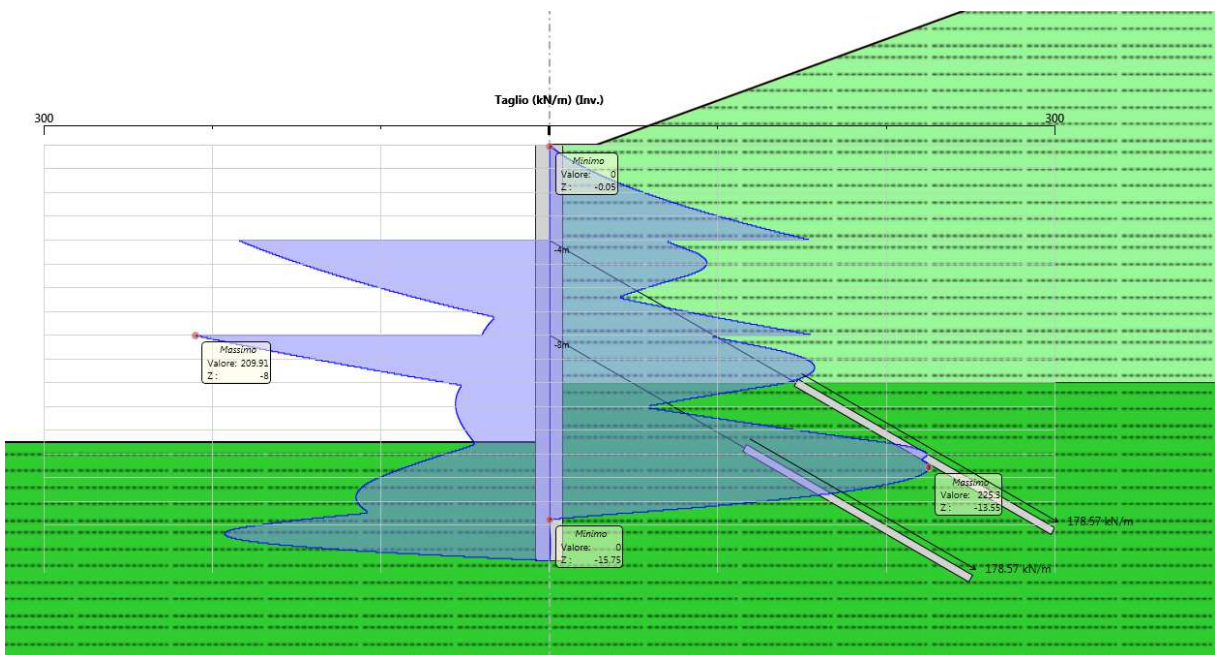 Taglio (kN/m) (Inv.)
300
300
Minimo
Valore: 0
Z : -0.05
-4m
-8m
Massimo
Valore: 209.91
Z : -8
Massimo
Valore: 225.3
Z : -13.55
178.57 kN/m
Minimo
Valore: 0
Z : -15.75
178.57 kN/m